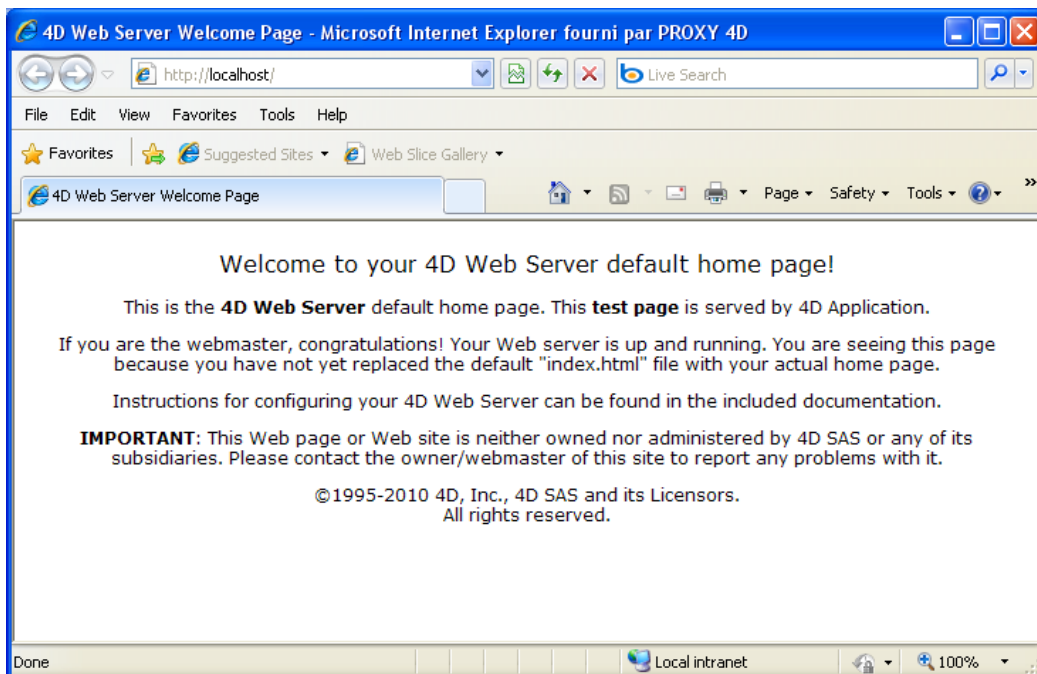 4D Web Server Welcome Page - Microsoft Internet Explorer fourni par PROXY 4D
http://localhost/
Live Search
File Edit View Favorites Tools Help
Favorites Suggested Sites Web Slice Gallery
4D Web Server Welcome Page Page Safety Tools »
Welcome to your 4D Web Server default home page!
This is the 4D Web Server default home page. This test page is served by 4D Application.
If you are the webmaster, congratulations! Your Web server is up and running. You are seeing this page
because you have not yet replaced the default "index.html" file with your actual home page.
Instructions for configuring your 4D Web Server can be found in the included documentation.
IMPORTANT: This Web page or Web site is neither owned nor administered by 4D SAS or any of its
subsidiaries. Please contact the owner/webmaster of this site to report any problems with it.
©1995-2010 4D, Inc., 4D SAS and its Licensors.
All rights reserved.
Done Local intranet 100%